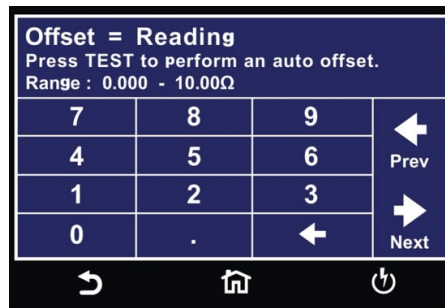 Offset = Reading
Press TEST to perform an auto offset.
Range : 0.000 - 10.00Ω
7 8 9
4 5 6
Prev
1 2 3
0 .
Next